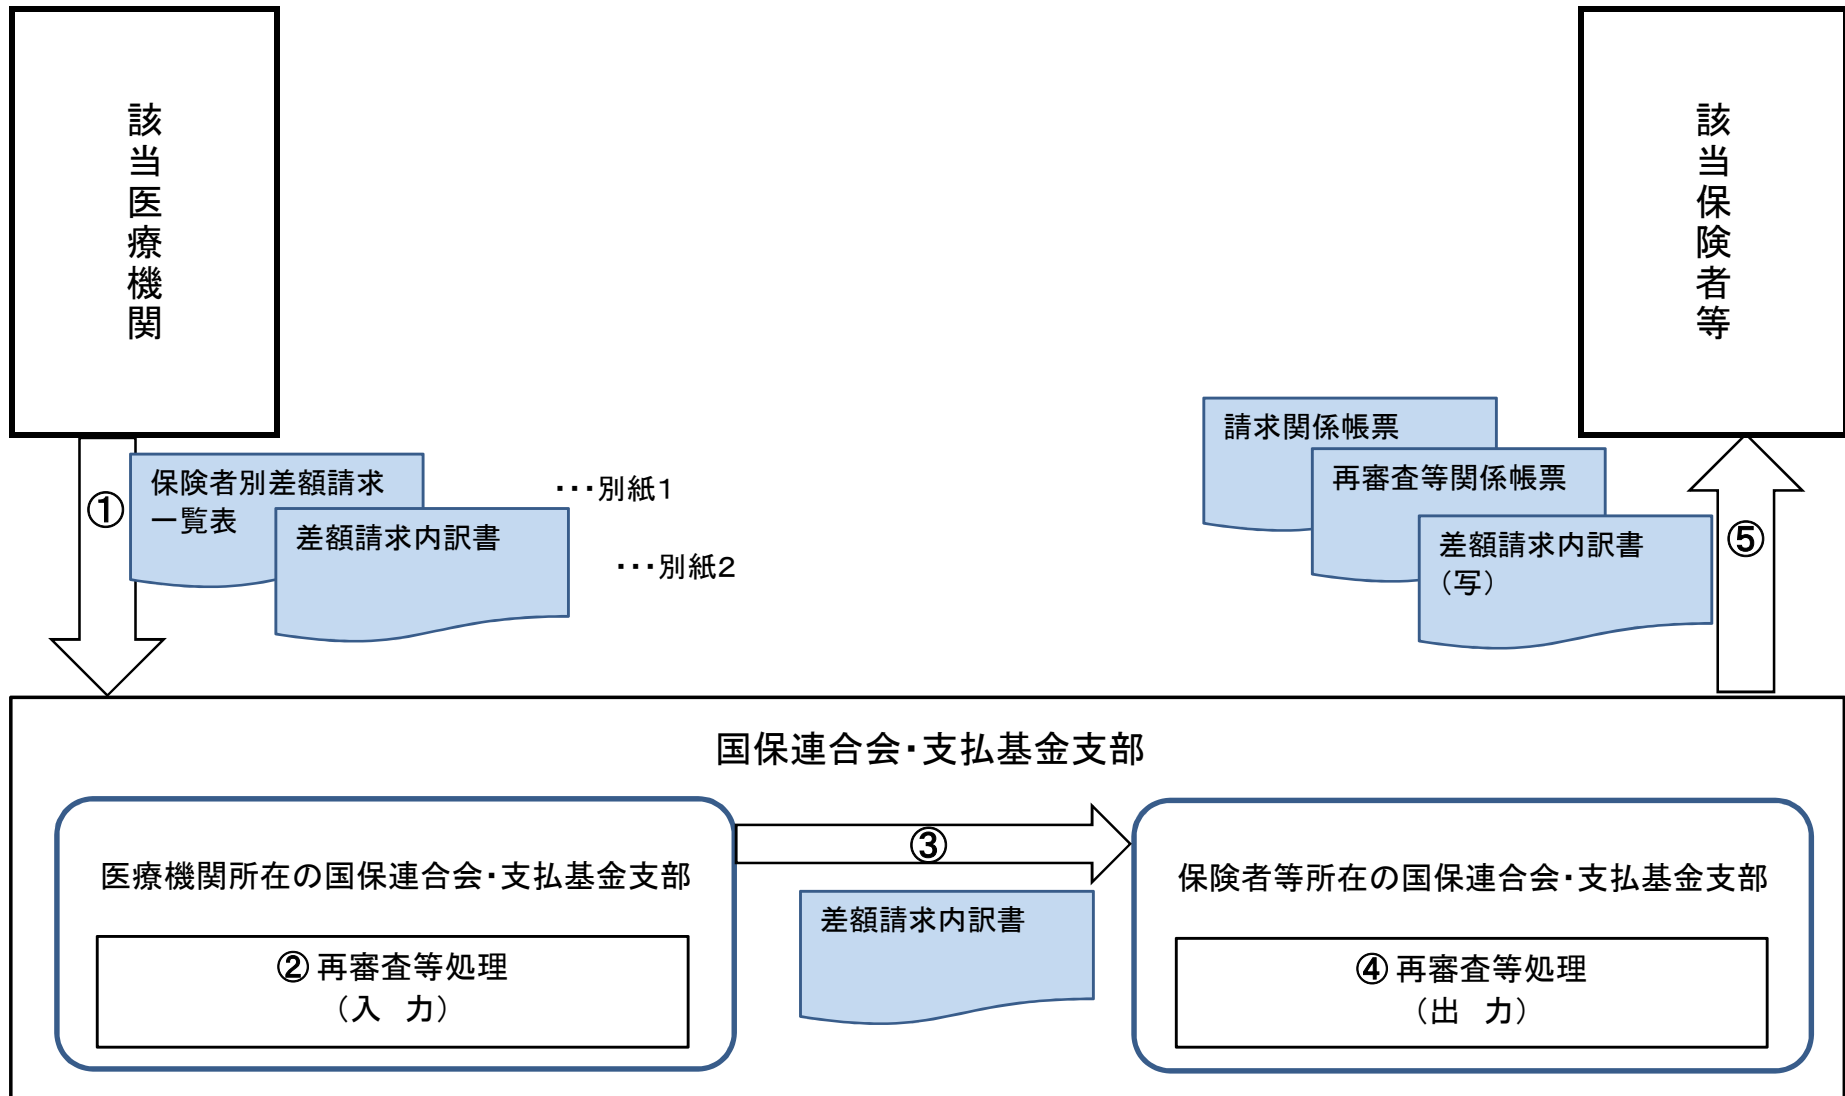 該当医療機関
該当保険者等
①
保険者別差額請求
一覧表
･･･別紙1
差額請求内訳書
･･･別紙2
請求関係帳票
再審査等関係帳票
差額請求内訳書
（写）
⑤
国保連合会･支払基金支部
医療機関所在の国保連合会･支払基金支部
②再審査等処理
（入　力）
③
差額請求内訳書
保険者等所在の国保連合会･支払基金支部
④再審査等処理
（出　力）